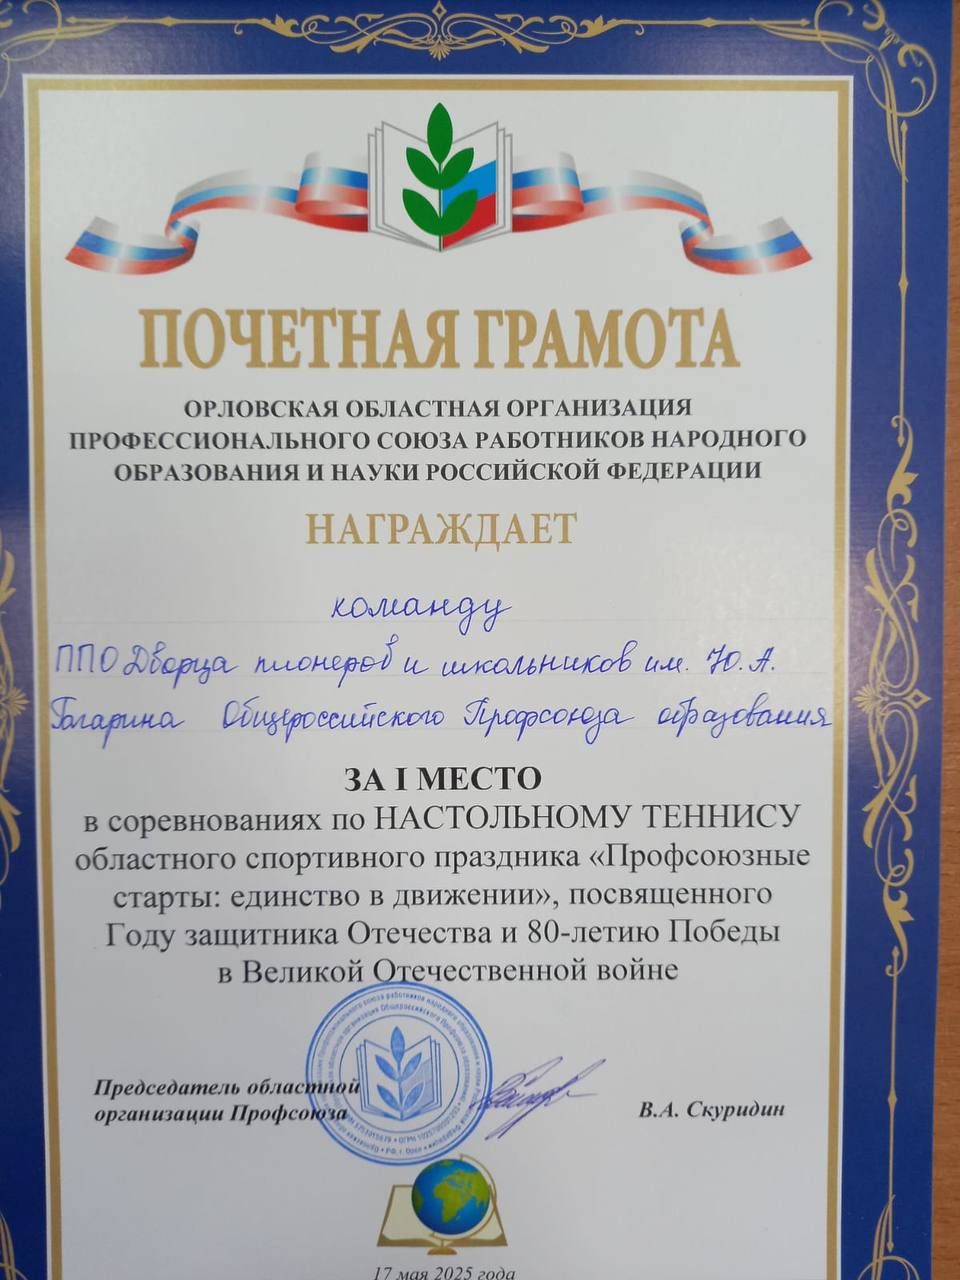 ПОЧЕТНАЯ ГРАМОТА
ОРЛОВСКАЯ ОБЛАСТНАЯ ОРГАНИЗАЦИЯ
ПРОФЕССИОНАЛЬНОГО СОЮЗА РАБОТНИКОВ НАРОДНОГО
ОБРАЗОВАНИЯ И НАУКИ РОССИЙСКОЙ ФЕДЕРАЦИИ
НАГРАЖДАЕТ
команду
ППО Дворца пионеров и школьников им. Ю.А.
Гагарина Общероссийского Профсоюза образования
ЗА I МЕСТО
в соревнованиях по НАСТОЛЬНОМУ ТЕННИСУ
областного спортивного праздника «Профсоюзные
старты: единство в движении», посвященного
Году защитника Отечества и 80-летию Победы
в Великой Отечественной войне
Председатель областной
организации Профсоюза
В.А. Скуридин
17 мая 2025 года